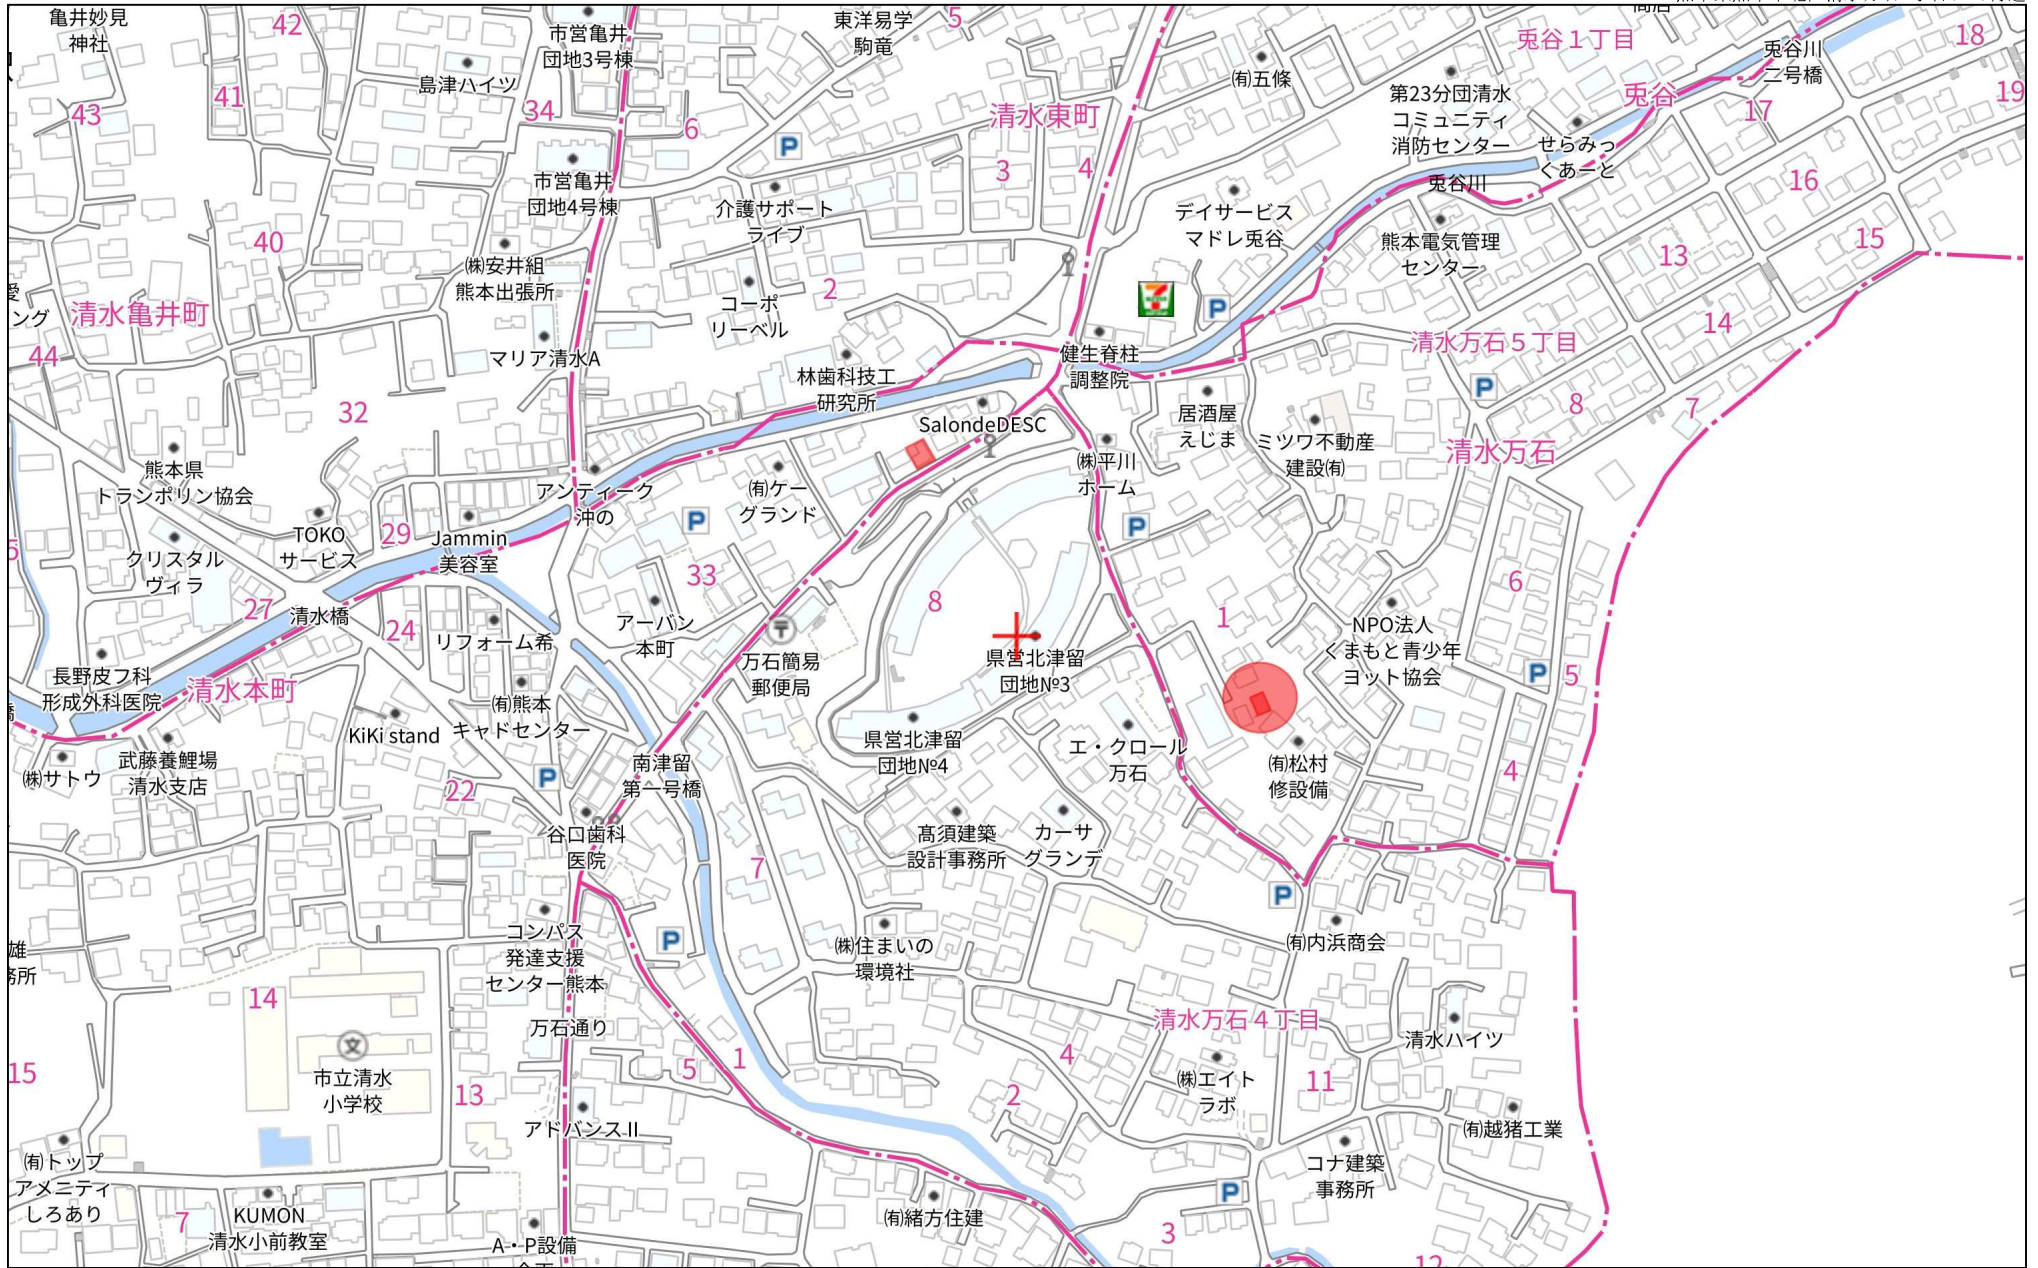 亀井妙見
神社
42
市営亀井
団地3号棟
東洋易学
駒竜
5
兎谷1丁目
兎谷川
二号橋
18
島津ハイツ
㈲五條
第23分団清水
コミュニティ
消防センター
兎谷
19
43
41
34
6
清水東町
17
せらみっ
くあーと
市営亀井
団地4号棟
3
4
兎谷川
16
介護サポート
ライブ
デイサービス
マドレ兎谷
熊本電気管理
センター
15
40
㈱安井組
熊本出張所
13
2
コーポ
リーベル
清水亀井町
ング
14
44
マリア清水A
健生脊柱
調整院
清水万石5丁目
林歯科技工
研究所
32
8
7
SalondeDESC
居酒屋
えじま
ミツワ不動産
建設㈲
清水万石
熊本県
トランポリン協会
㈱平川
ホーム
アンティーク
沖の
㈲ケー
グランド
TOKO
サービス
29
Jammin
美容室
クリスタル
ヴィラ
33
6
27
清水橋
24
リフォーム希
アーバン
本町
8
1
NPO法人
くまもと青少年
ヨット協会
万石簡易
郵便局
県営北津留
団地№3
5
長野皮フ科
形成外科医院
清水本町
㈲熊本
キャドセンター
KiKi stand
県営北津留
団地№4
エ・クロール
万石
㈲松村
修設備
㈱サトウ
武藤養鯉場
清水支店
22
南津留
第一号橋
4
谷口歯科
医院
髙須建築
設計事務所
カーサ
グランデ
7
コンパス
発達支援
センター熊本
㈱住まいの
環境社
㈲内浜商会
14
万石通り
清水万石4丁目
清水ハイツ
15
市立清水
小学校
13
5
1
4
2
㈱エイト
ラボ
11
アドバンスⅡ
㈲越猪工業
㈲トップ
アメニティ
しろあり
コナ建築
事務所
7
KUMON
清水小前教室
㈲緒方住建
A・P設備
3
12